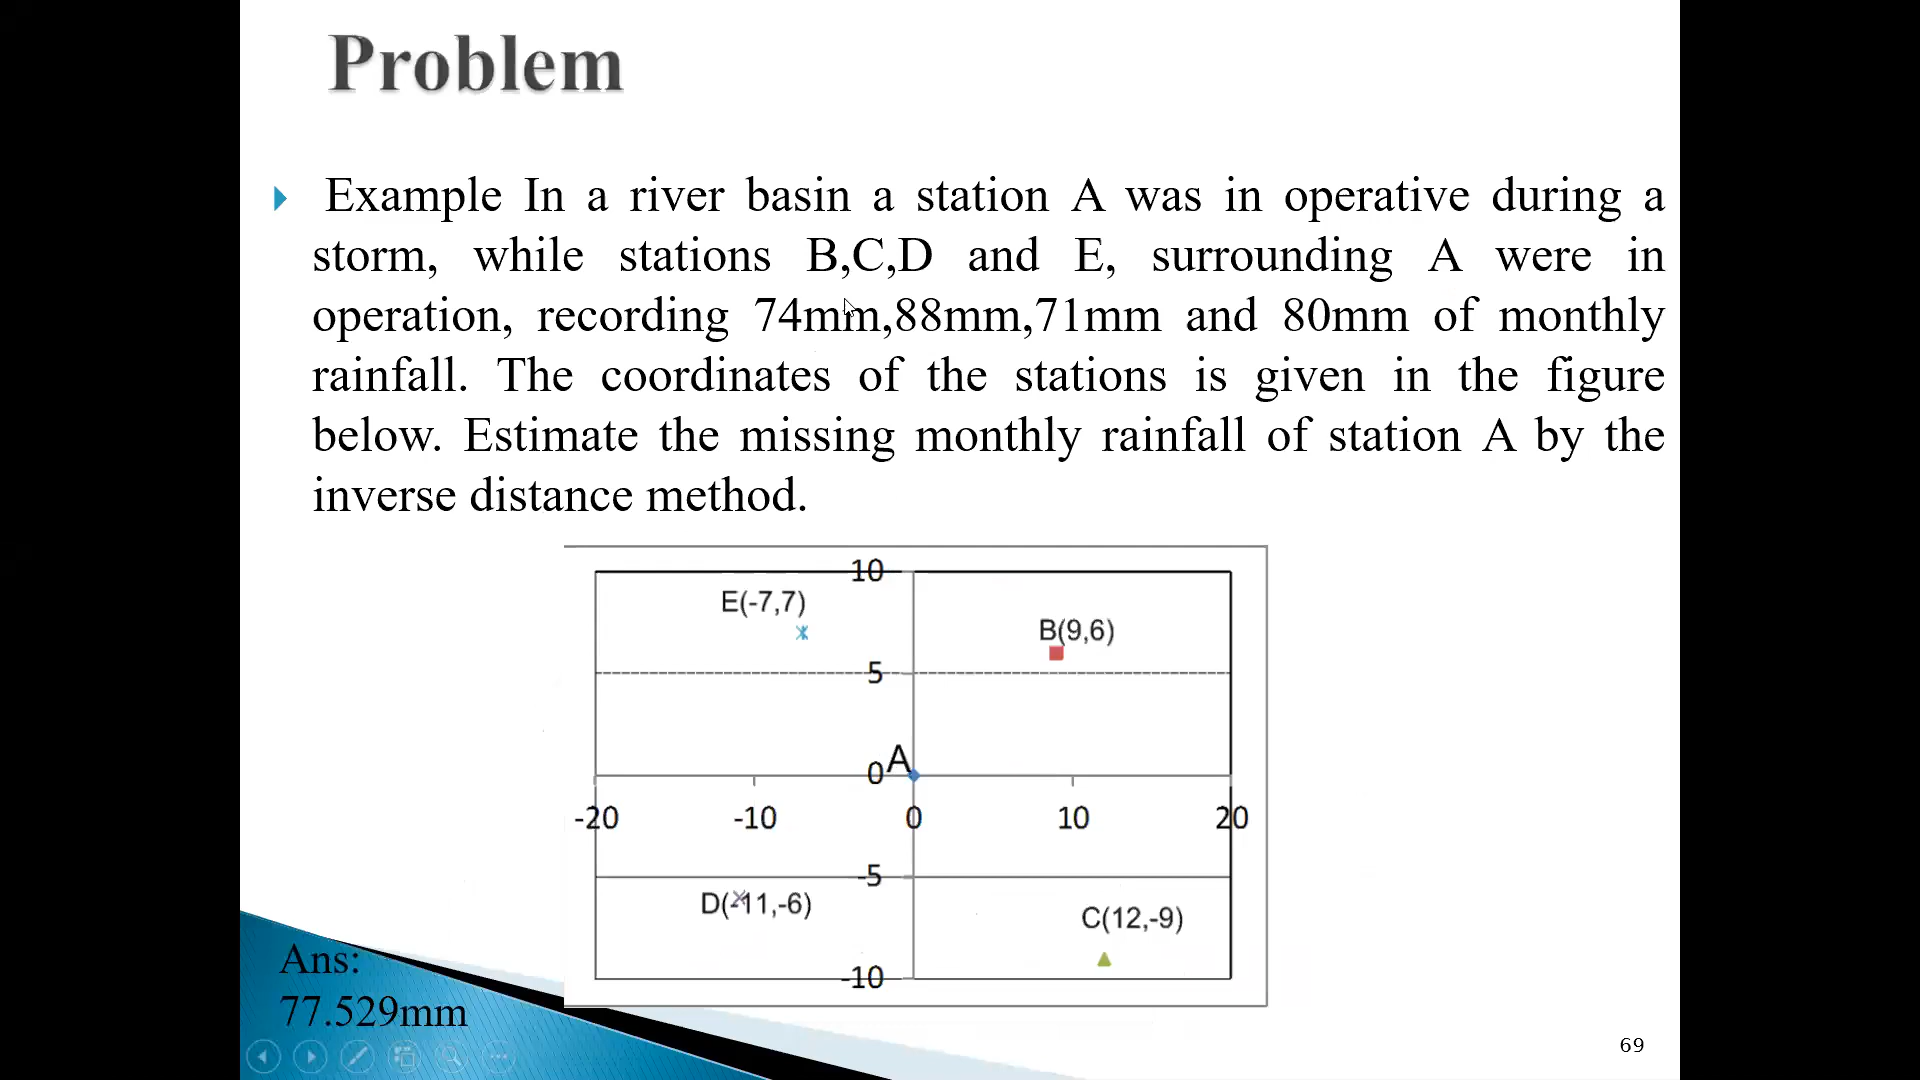 Problem
Example In a river basin a station A was in operative during a
storm, while stations B,C,D and E, surrounding A were in
operation, recording 74mm,88mm,71mm and 80mm of monthly
rainfall. The coordinates of the stations is given in the figure
below. Estimate the missing monthly rainfall of station A by the
inverse distance method.
10
E(-7,7)
B(9,6)
5
A
0
-20 -10 0 10 20
-5
D(-11,-6)
C(12,-9)
-10
Ans:
77.529mm
69